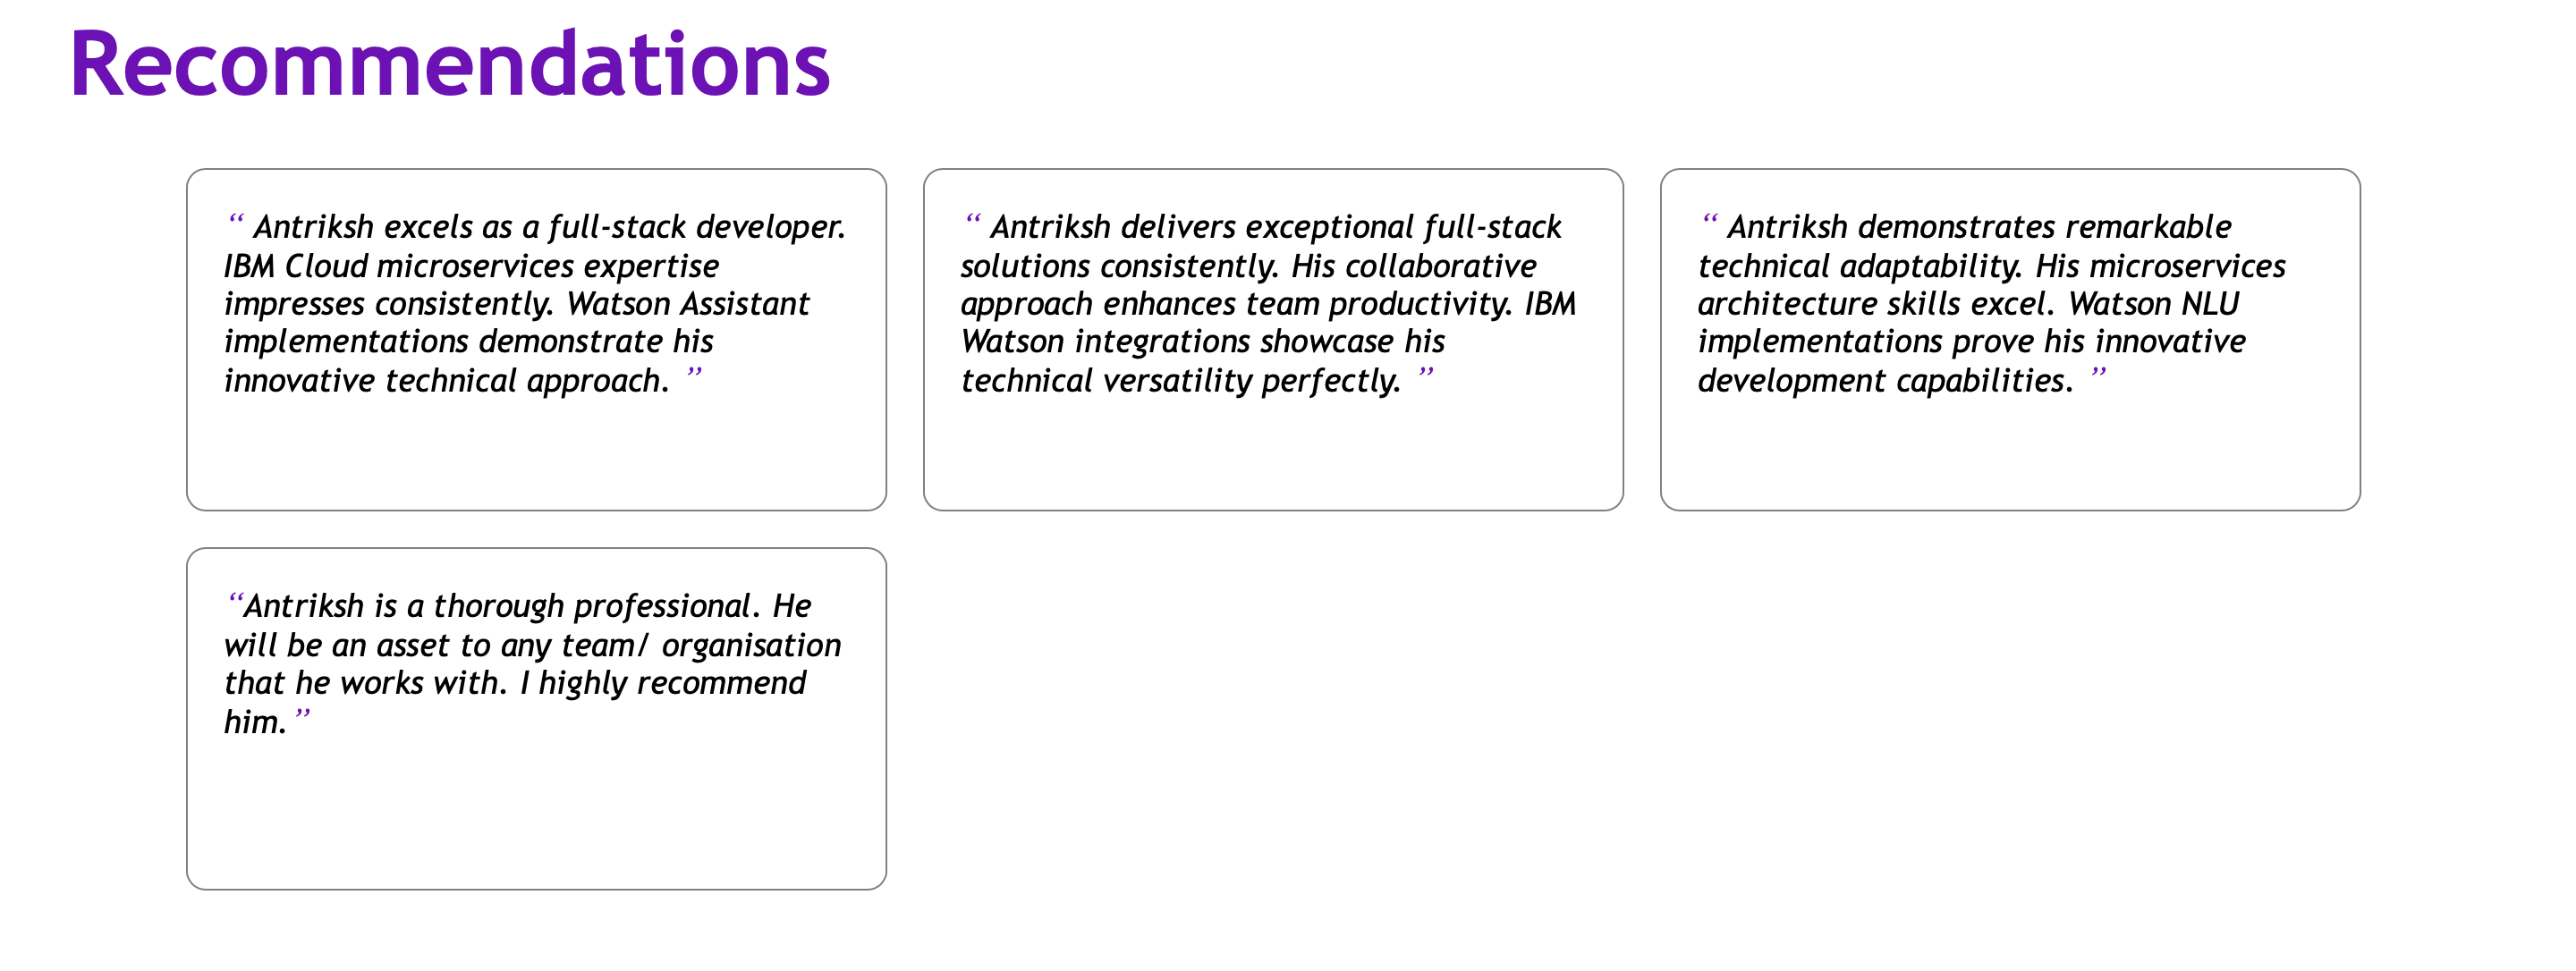 Recommendations
“ Antriksh excels as a full-stack developer.
IBM Cloud microservices expertise
impresses consistently. Watson Assistant
implementations demonstrate his
innovative technical approach. ”
“ Antriksh delivers exceptional full-stack
solutions consistently. His collaborative
approach enhances team productivity. IBM
Watson integrations showcase his
technical versatility perfectly. ”
“ Antriksh demonstrates remarkable
technical adaptability. His microservices
architecture skills excel. Watson NLU
implementations prove his innovative
development capabilities. ”
“Antriksh is a thorough professional. He
will be an asset to any team/ organisation
that he works with. I highly recommend
him.”